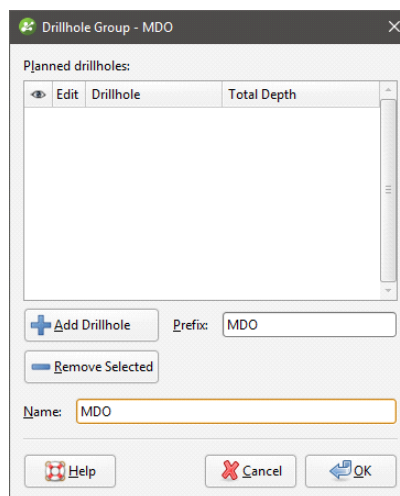 Drillhole Group - MDO
Planned drillholes:
Edit Drillhole Total Depth
Add Drillhole Prefix: MDO
Remove Selected
Name: MDO
Help Cancel OK